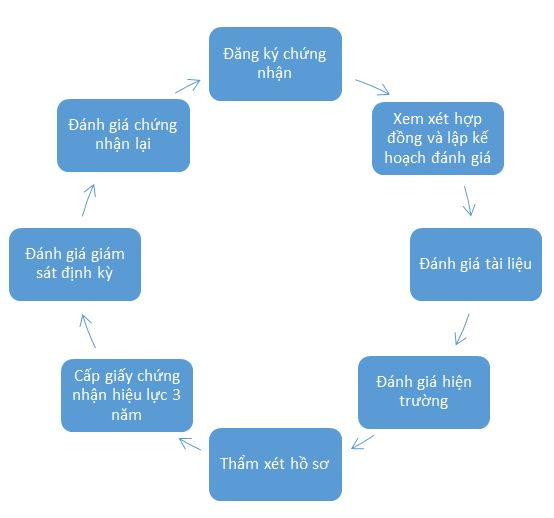 Đăng ký chứng
nhận
Xem xét hợp
đồng và lập kế
hoạch đánh giá
Đánh giá tài liệu
Đánh giá hiện
trường
Thẩm xét hồ sơ
Cấp giấy chứng
nhận hiệu lực 3
năm
Đánh giá giám
sát định kỳ
Đánh giá chứng
nhận lại